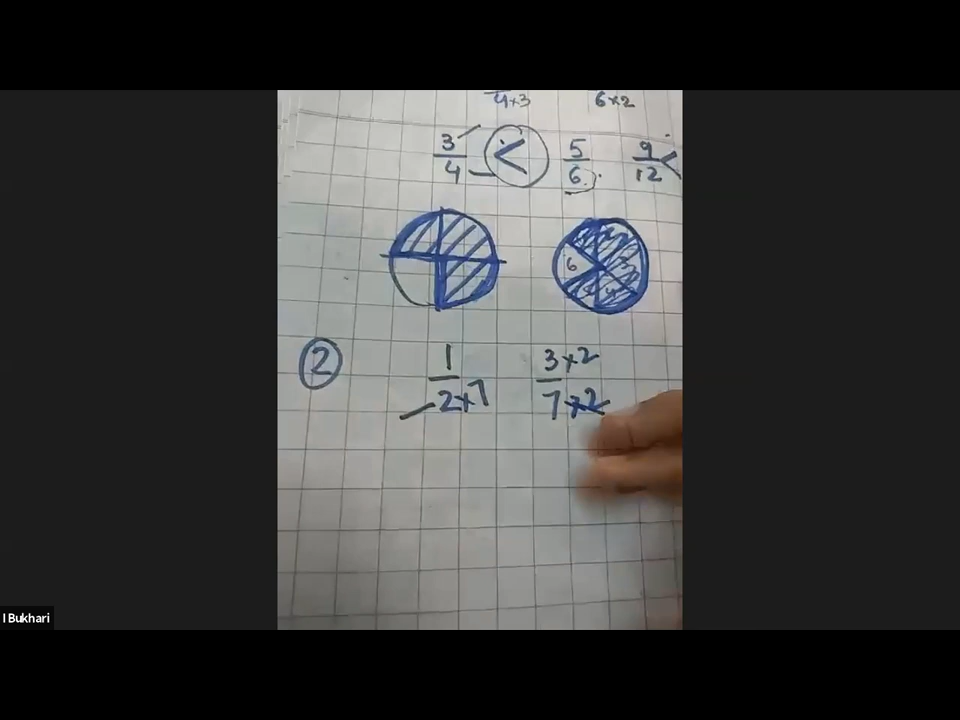 4×3 6×2
3/4 < 5/6 9/12 <
6
2 1/2×7 3×2/7×2
I Bukhari